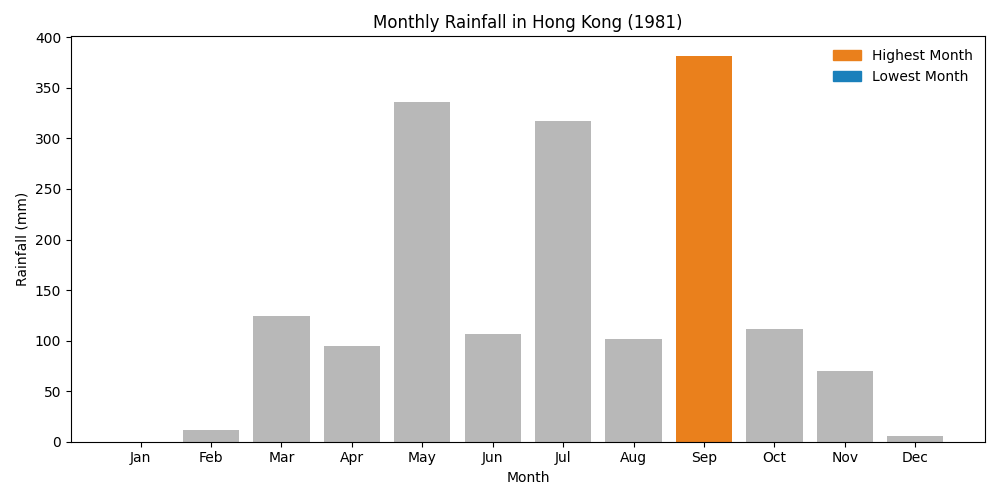 Monthly Rainfall in Hong Kong (1981)
Highest Month
Lowest Month
Rainfall (mm)
400
350
300
250
200
150
100
50
0
Jan Feb Mar Apr May Jun Jul Aug Sep Oct Nov Dec
Month